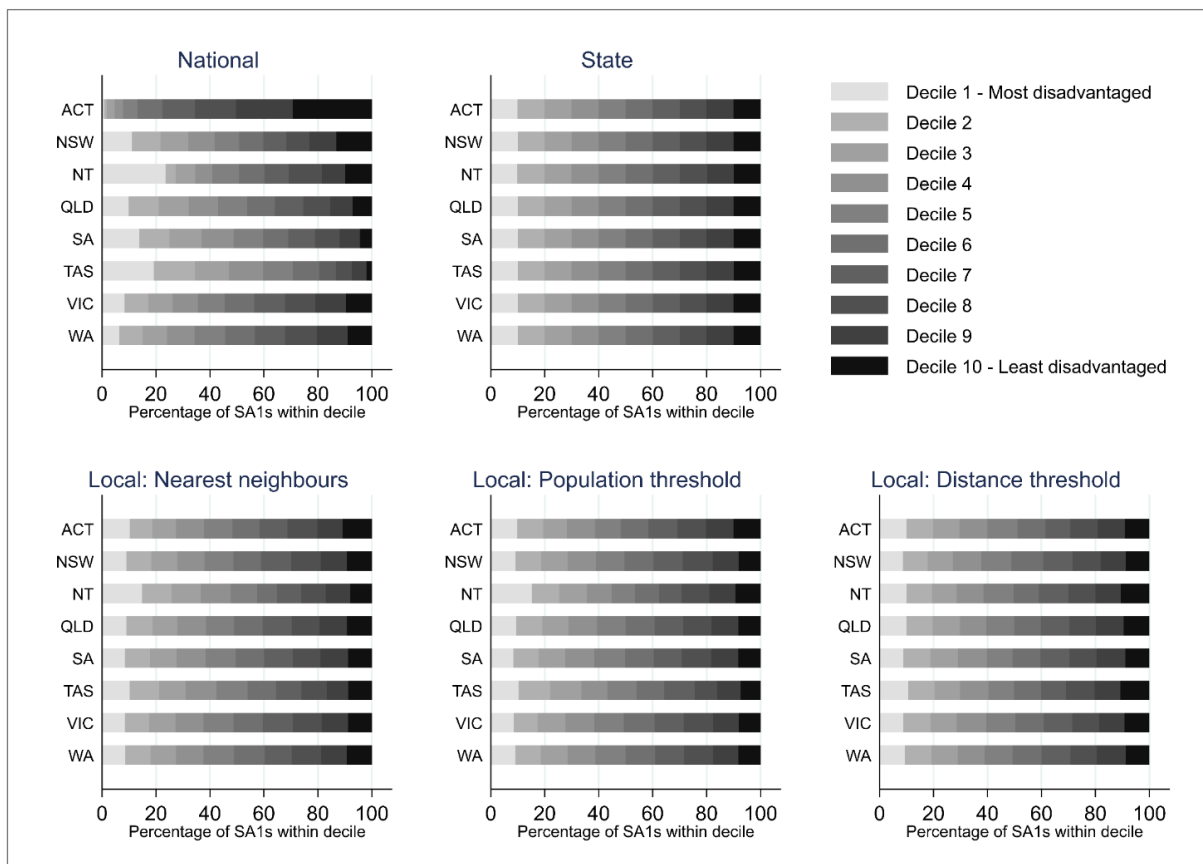 National
ACT
NSW
NT
QLD
SA
TAS
VIC
WA
0 20 40 60 80 100
Percentage of SA1s within decile
State
ACT
NSW
NT
QLD
SA
TAS
VIC
WA
0 20 40 60 80 100
Percentage of SA1s within decile
Decile 1 - Most disadvantaged
Decile 2
Decile 3
Decile 4
Decile 5
Decile 6
Decile 7
Decile 8
Decile 9
Decile 10 - Least disadvantaged
Local: Nearest neighbours
ACT
NSW
NT
QLD
SA
TAS
VIC
WA
0 20 40 60 80 100
Percentage of SA1s within decile
Local: Population threshold
ACT
NSW
NT
QLD
SA
TAS
VIC
WA
0 20 40 60 80 100
Percentage of SA1s within decile
Local: Distance threshold
ACT
NSW
NT
QLD
SA
TAS
VIC
WA
0 20 40 60 80 100
Percentage of SA1s within decile